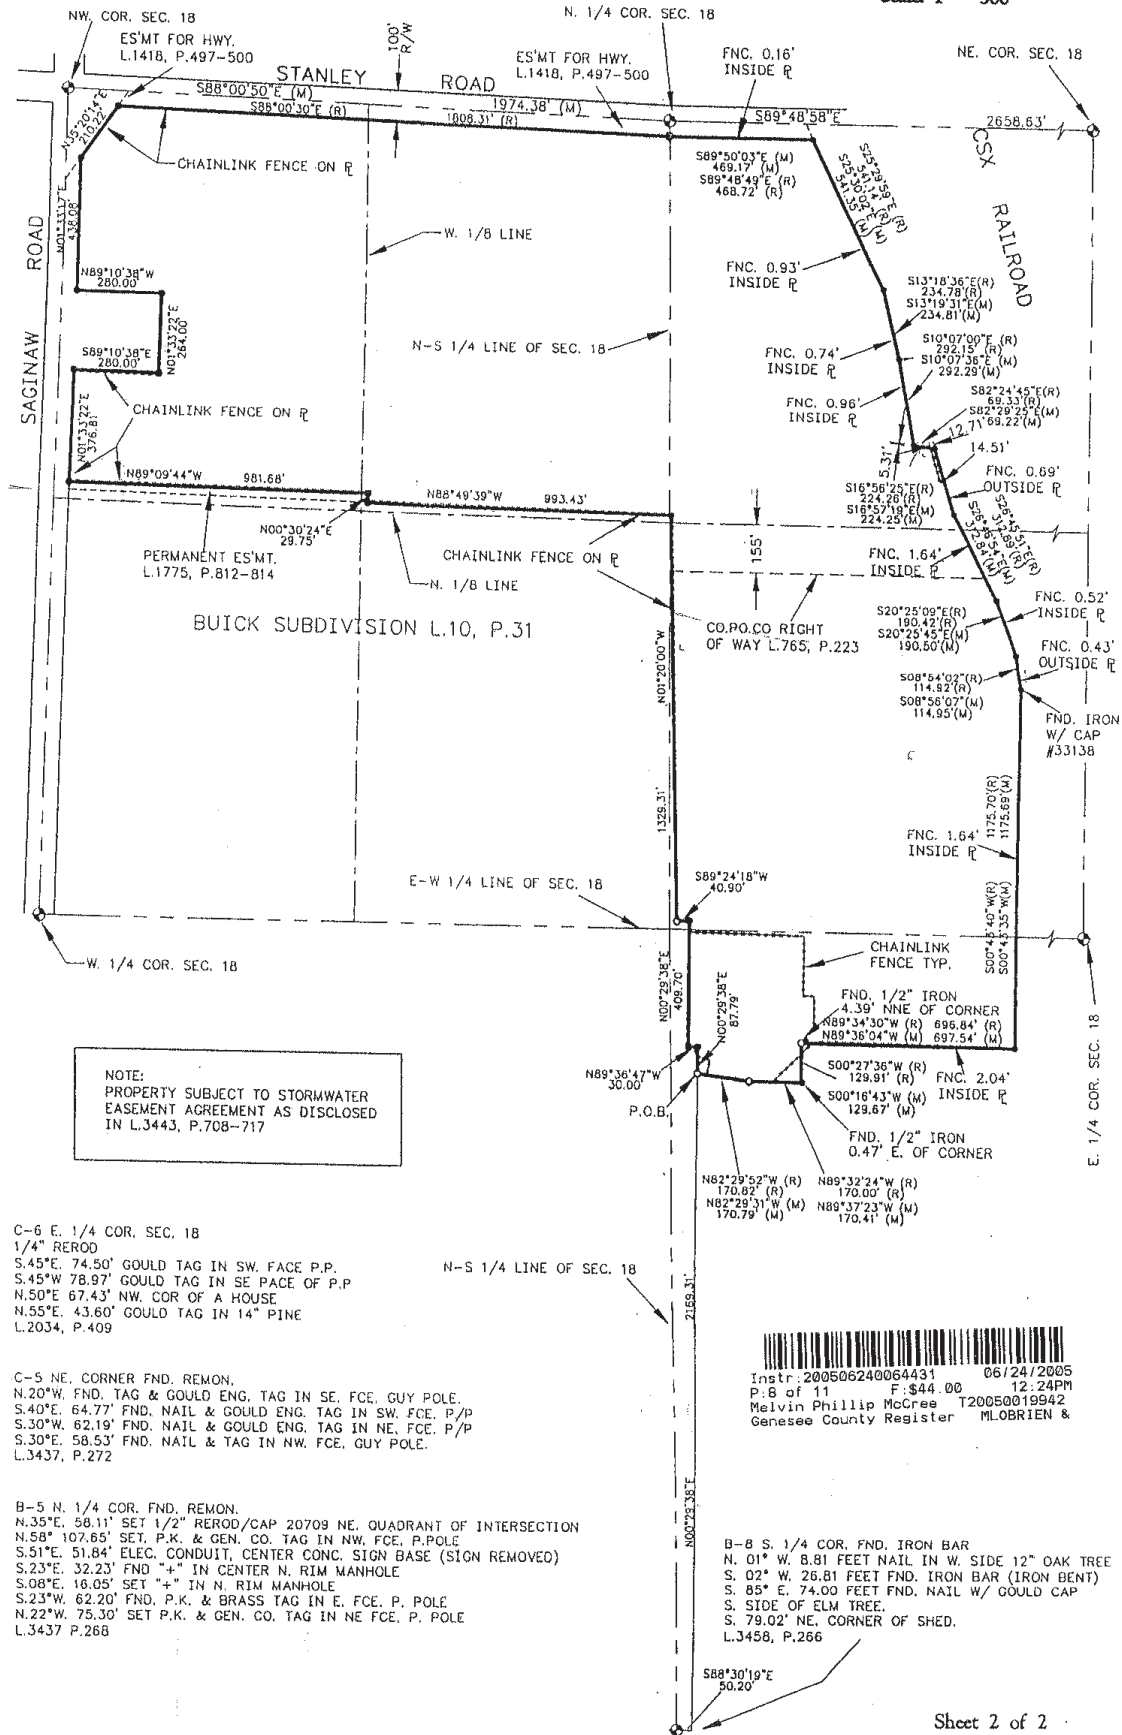 NW. COR. SEC. 18
N. 1/4 COR. SEC. 18
NE. COR. SEC. 18
ES'MT FOR HWY.
L.1418, P.497-500
100'
R/W
ES'MT FOR HWY.
L.1418, P.497-500
FNC. 0.16'
INSIDE PL
STANLEY ROAD
S88°00'50"E (M)
1974.38' (M)
S88°00'30"E (R)
1808.31' (R)
S89°48'58"E
2658.63'
N35°20'14"E
210.22'
CHAINLINK FENCE ON PL
S89°50'03"E (M)
469.17' (M)
S89°48'49"E (R)
468.72' (R)
S25°29'59"E (R)
541.14' (R)
S25°30'02"E (M)
541.35' (M)
CSX RAILROAD
N01°33'17"E
438.08'
SAGINAW ROAD
W. 1/8 LINE
N89°10'38"W
280.00'
FNC. 0.93'
INSIDE PL
S13°18'36"E(R)
234.78'(R)
S13°19'31"E(M)
234.81'(M)
N01°33'22"E
264.00'
N-S 1/4 LINE OF SEC. 18
S89°10'38"E
280.00'
FNC. 0.74'
INSIDE PL
S10°07'00"E (R)
292.15' (R)
S10°07'36"E (M)
292.29'(M)
FNC. 0.96'
INSIDE PL
S82°24'45"E(R)
69.33'(R)
S82°29'25"E(M)
69.22'(M)
12.71'
14.51'
5.31'
CHAINLINK FENCE ON PL
N01°33'22"E
376.81'
N89°09'44"W 981.68'
FNC. 0.69'
OUTSIDE PL
S16°56'25"E(R)
224.26'(R)
S16°57'19"E(M)
224.25'(M)
N88°49'39"W 993.43'
N00°30'24"E
29.75'
S26°45'51"E(R)
312.89'(R)
S26°46'54"E(M)
312.84'(M)
PERMANENT ES'MT.
L.1775, P.812-814
CHAINLINK FENCE ON PL
155'
FNC. 1.64'
INSIDE PL
N. 1/8 LINE
FNC. 0.52'
INSIDE PL
BUICK SUBDIVISION L.10, P.31
CO.PO.CO RIGHT
OF WAY L.765, P.223
S20°25'09"E(R)
190.42'(R)
S20°25'45"E(M)
190.50'(M)
FNC. 0.43'
OUTSIDE PL
N01°20'00"W
1329.31'
S08°54'02"(R)
114.92'(R)
S08°56'07"(M)
114.95'(M)
FND. IRON
W/ CAP
#33138
1175.70'(R)
1175.69'(M)
FNC. 1.64'
INSIDE PL
S00°43'40"W(R)
S00°43'35"W(M)
E-W 1/4 LINE OF SEC. 18
S89°24'18"W
40.90'
W. 1/4 COR. SEC. 18
CHAINLINK
FENCE TYP.
N00°29'38"E
409.70'
N00°29'38"E
87.79'
FND. 1/2" IRON
4.39' NNE OF CORNER
N89°34'30"W (R) 696.84' (R)
N89°36'04"W (M) 697.54' (M)
E. 1/4 COR. SEC. 18
N89°36'47"W
30.00'
S00°27'36"W (R)
129.91' (R)
S00°16'43"W (M)
129.67' (M)
FNC. 2.04'
INSIDE PL
NOTE:
PROPERTY SUBJECT TO STORMWATER
EASEMENT AGREEMENT AS DISCLOSED
IN L.3443, P.708-717
P.O.B.
FND. 1/2" IRON
0.47' E. OF CORNER
N82°29'52"W (R)
170.82' (R)
N82°29'31"W (M)
170.79' (M)
N89°32'24"W (R)
170.00' (R)
N89°37'23"W (M)
170.41' (M)
C-6 E. 1/4 COR. SEC. 18
1/4" REROD
S.45°E. 74.50' GOULD TAG IN SW. FACE P.P.
S.45°W 78.97' GOULD TAG IN SE PACE OF P.P
N.50°E 67.43' NW. COR OF A HOUSE
N.55°E. 43.60' GOULD TAG IN 14" PINE
L.2034, P.409
N-S 1/4 LINE OF SEC. 18
2169.31'
N00°29'38"E
C-5 NE. CORNER FND. REMON.
N.20°W. FND. TAG & GOULD ENG. TAG IN SE. FCE. GUY POLE.
S.40°E. 64.77' FND. NAIL & GOULD ENG. TAG IN SW. FCE. P/P
S.30°W. 62.19' FND. NAIL & GOULD ENG. TAG IN NE. FCE. P/P
S.30°E. 58.53' FND. NAIL & TAG IN NW. FCE. GUY POLE.
L.3437, P.272
Instr:200506240064431 06/24/2005
P:8 of 11 F:$44.00 12:24PM
Melvin Phillip McCree T20050019942
Genesee County Register MLOBRIEN &
B-5 N. 1/4 COR. FND. REMON.
N.35°E. 58.11' SET 1/2" REROD/CAP 20709 NE. QUADRANT OF INTERSECTION
N.58° 107.65' SET. P.K. & GEN. CO. TAG IN NW. FCE. P.POLE
S.51°E. 51.84' ELEC. CONDUIT, CENTER CONC. SIGN BASE (SIGN REMOVED)
S.23°E. 32.23' FND "+" IN CENTER N. RIM MANHOLE
S.08°E. 16.05' SET "+" IN N. RIM MANHOLE
S.23°W. 62.20' FND. P.K. & BRASS TAG IN E. FCE. P. POLE
N.22°W. 75.30' SET P.K. & GEN. CO. TAG IN NE FCE. P. POLE
L.3437 P.268
B-8 S. 1/4 COR. FND. IRON BAR
N. 01° W. 8.81 FEET NAIL IN W. SIDE 12" OAK TREE
S. 02° W. 26.81 FEET FND. IRON BAR (IRON BENT)
S. 85° E. 74.00 FEET FND. NAIL W/ GOULD CAP
S. SIDE OF ELM TREE.
S. 79.02' NE. CORNER OF SHED.
L.3458, P.266
S88°30'19"E
50.20'
Sheet 2 of 2